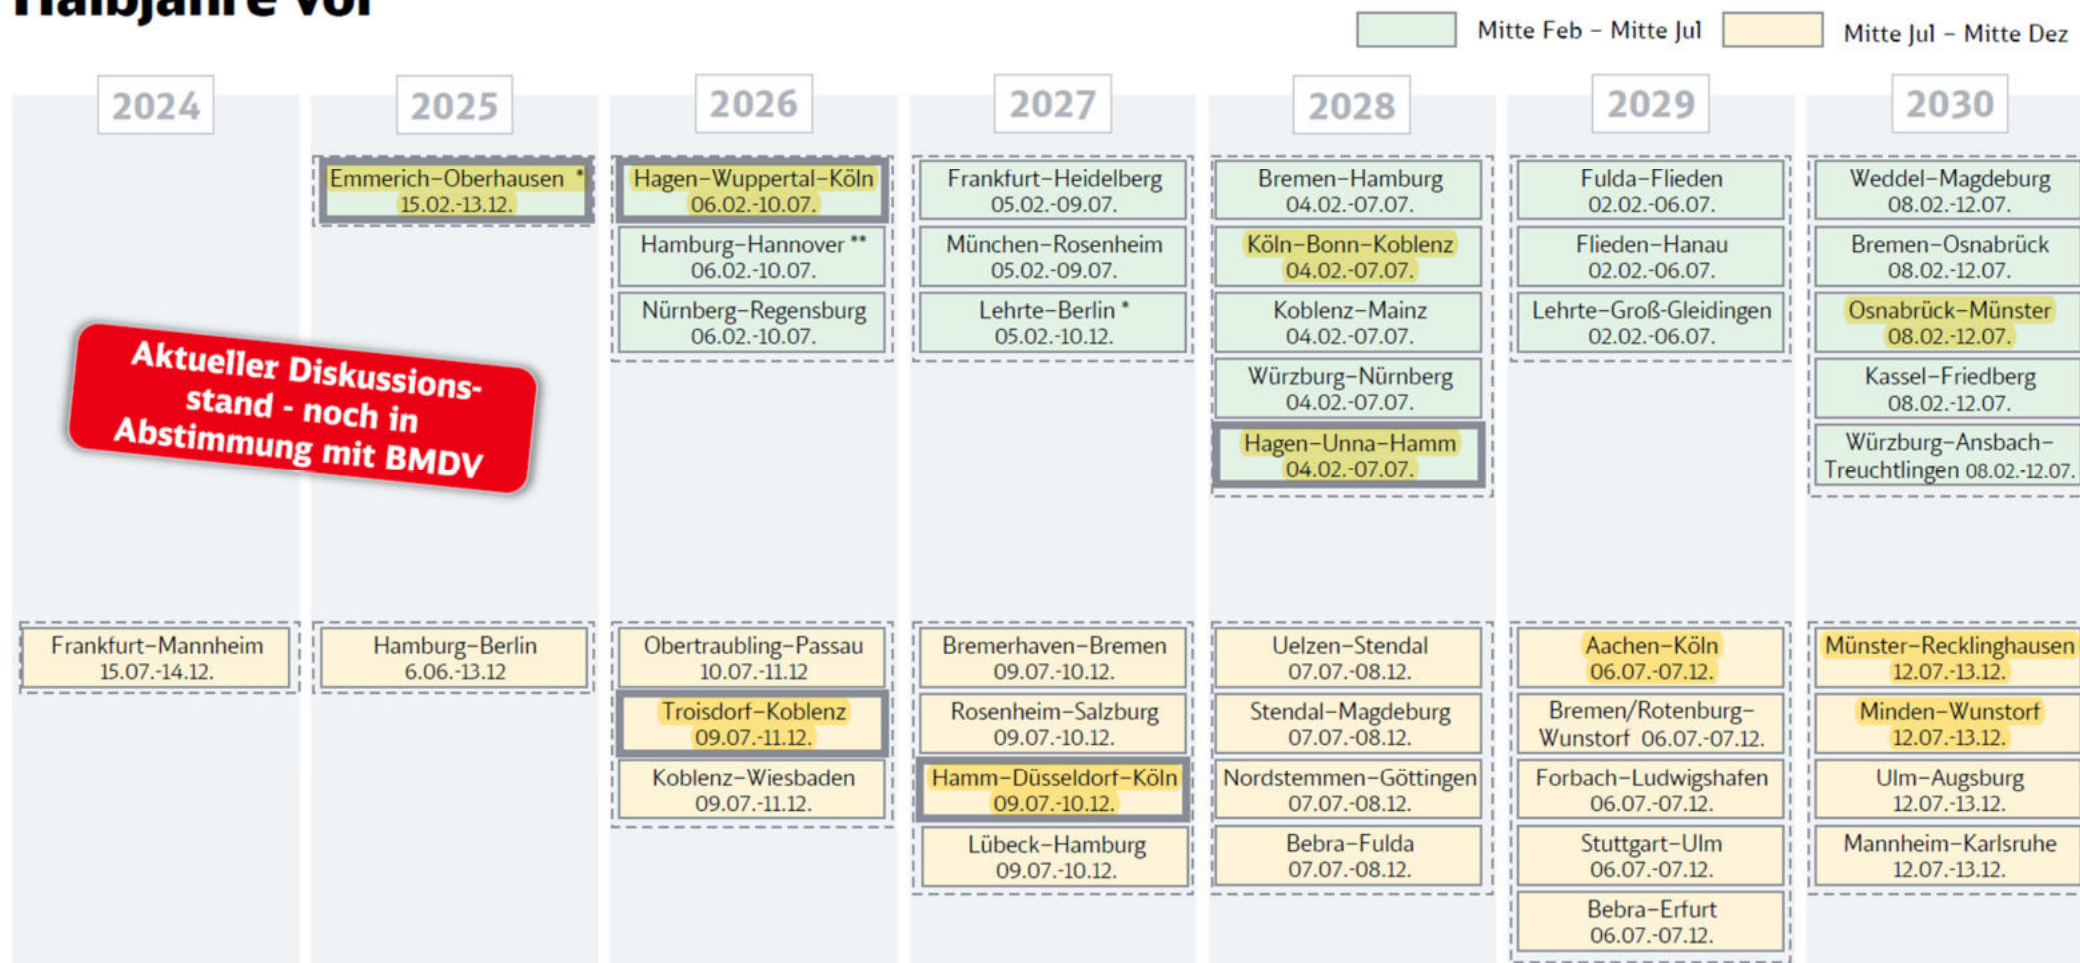 Halbjahre vor
Mitte Feb – Mitte Jul
Mitte Jul – Mitte Dez
2024
2025
2026
2027
2028
2029
2030
Emmerich–Oberhausen *
15.02.-13.12.
Hagen–Wuppertal–Köln
06.02.-10.07.
Hamburg–Hannover **
06.02.-10.07.
Nürnberg–Regensburg
06.02.-10.07.
Frankfurt–Heidelberg
05.02.-09.07.
München–Rosenheim
05.02.-09.07.
Lehrte–Berlin *
05.02.-10.12.
Bremen–Hamburg
04.02.-07.07.
Köln–Bonn–Koblenz
04.02.-07.07.
Koblenz–Mainz
04.02.-07.07.
Würzburg–Nürnberg
04.02.-07.07.
Hagen–Unna–Hamm
04.02.-07.07.
Fulda–Flieden
02.02.-06.07.
Flieden–Hanau
02.02.-06.07.
Lehrte–Groß-Gleidingen
02.02.-06.07.
Weddel–Magdeburg
08.02.-12.07.
Bremen–Osnabrück
08.02.-12.07.
Osnabrück–Münster
08.02.-12.07.
Kassel–Friedberg
08.02.-12.07.
Würzburg–Ansbach–
Treuchtlingen 08.02.-12.07.
Aktueller Diskussions-
stand - noch in
Abstimmung mit BMDV
Frankfurt–Mannheim
15.07.-14.12.
Hamburg–Berlin
6.06.-13.12
Obertraubling–Passau
10.07.-11.12
Troisdorf–Koblenz
09.07.-11.12.
Koblenz–Wiesbaden
09.07.-11.12.
Bremerhaven–Bremen
09.07.-10.12.
Rosenheim–Salzburg
09.07.-10.12.
Hamm–Düsseldorf–Köln
09.07.-10.12.
Lübeck–Hamburg
09.07.-10.12.
Uelzen–Stendal
07.07.-08.12.
Stendal–Magdeburg
07.07.-08.12.
Nordstemmen–Göttingen
07.07.-08.12.
Bebra–Fulda
07.07.-08.12.
Aachen–Köln
06.07.-07.12.
Bremen/Rotenburg–
Wunstorf 06.07.-07.12.
Forbach–Ludwigshafen
06.07.-07.12.
Stuttgart–Ulm
06.07.-07.12.
Bebra–Erfurt
06.07.-07.12.
Münster–Recklinghausen
12.07.-13.12.
Minden–Wunstorf
12.07.-13.12.
Ulm–Augsburg
12.07.-13.12.
Mannheim–Karlsruhe
12.07.-13.12.